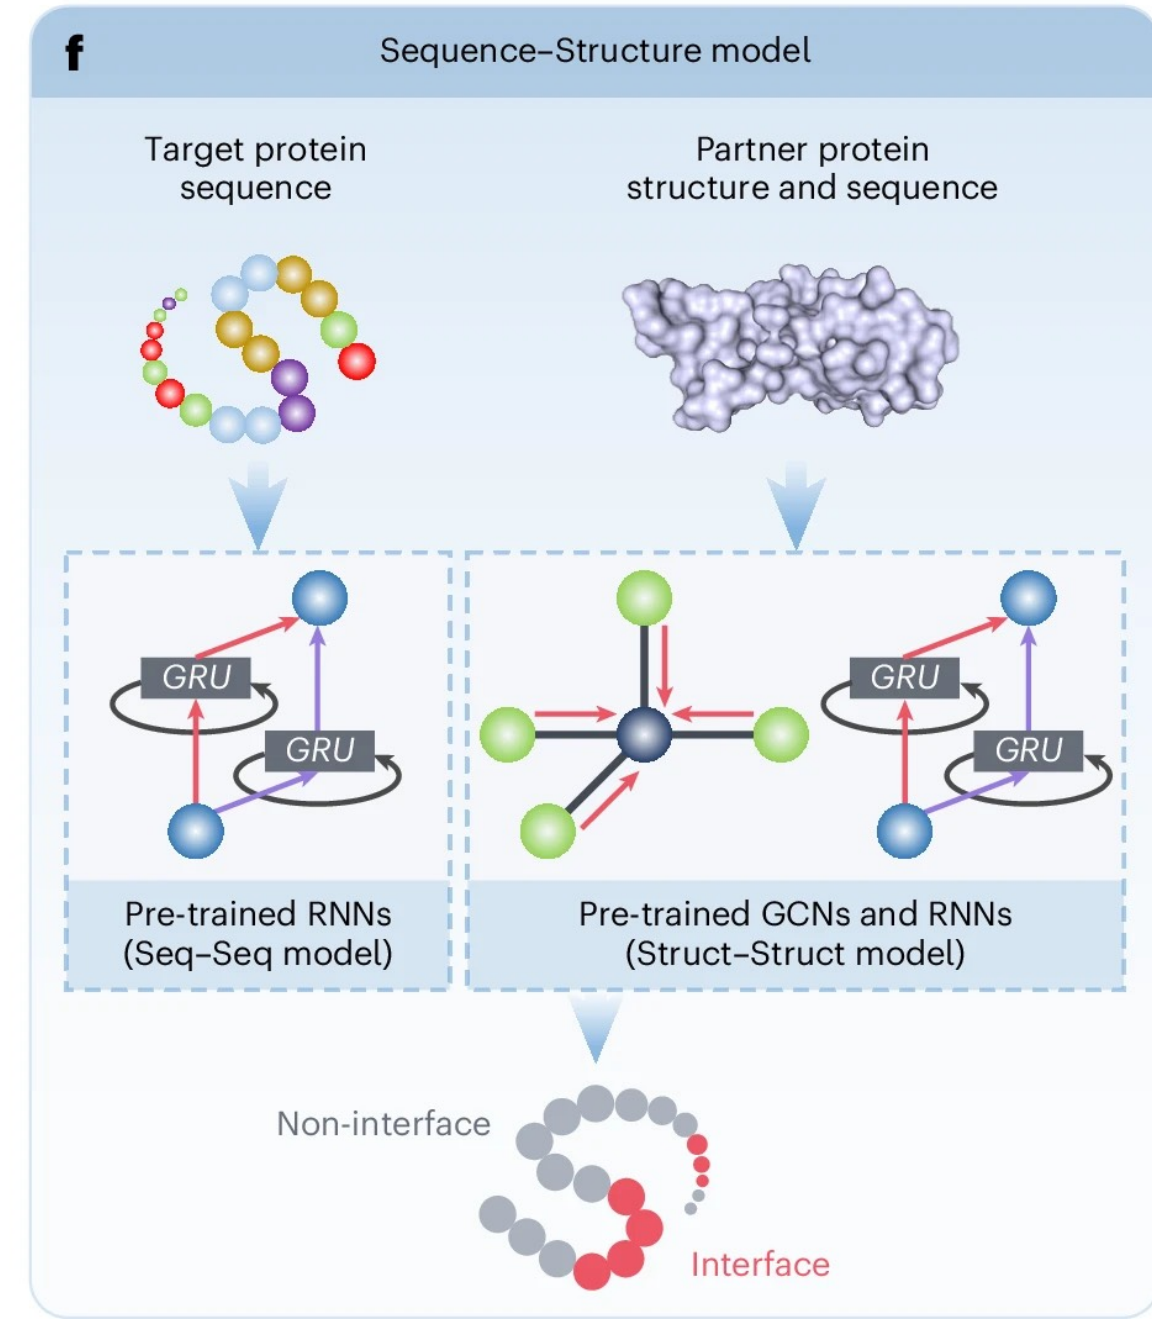 f
Sequence–Structure model
Target protein
sequence
Partner protein
structure and sequence
GRU
GRU
GRU
GRU
Pre-trained RNNs
(Seq–Seq model)
Pre-trained GCNs and RNNs
(Struct–Struct model)
Non-interface
Interface